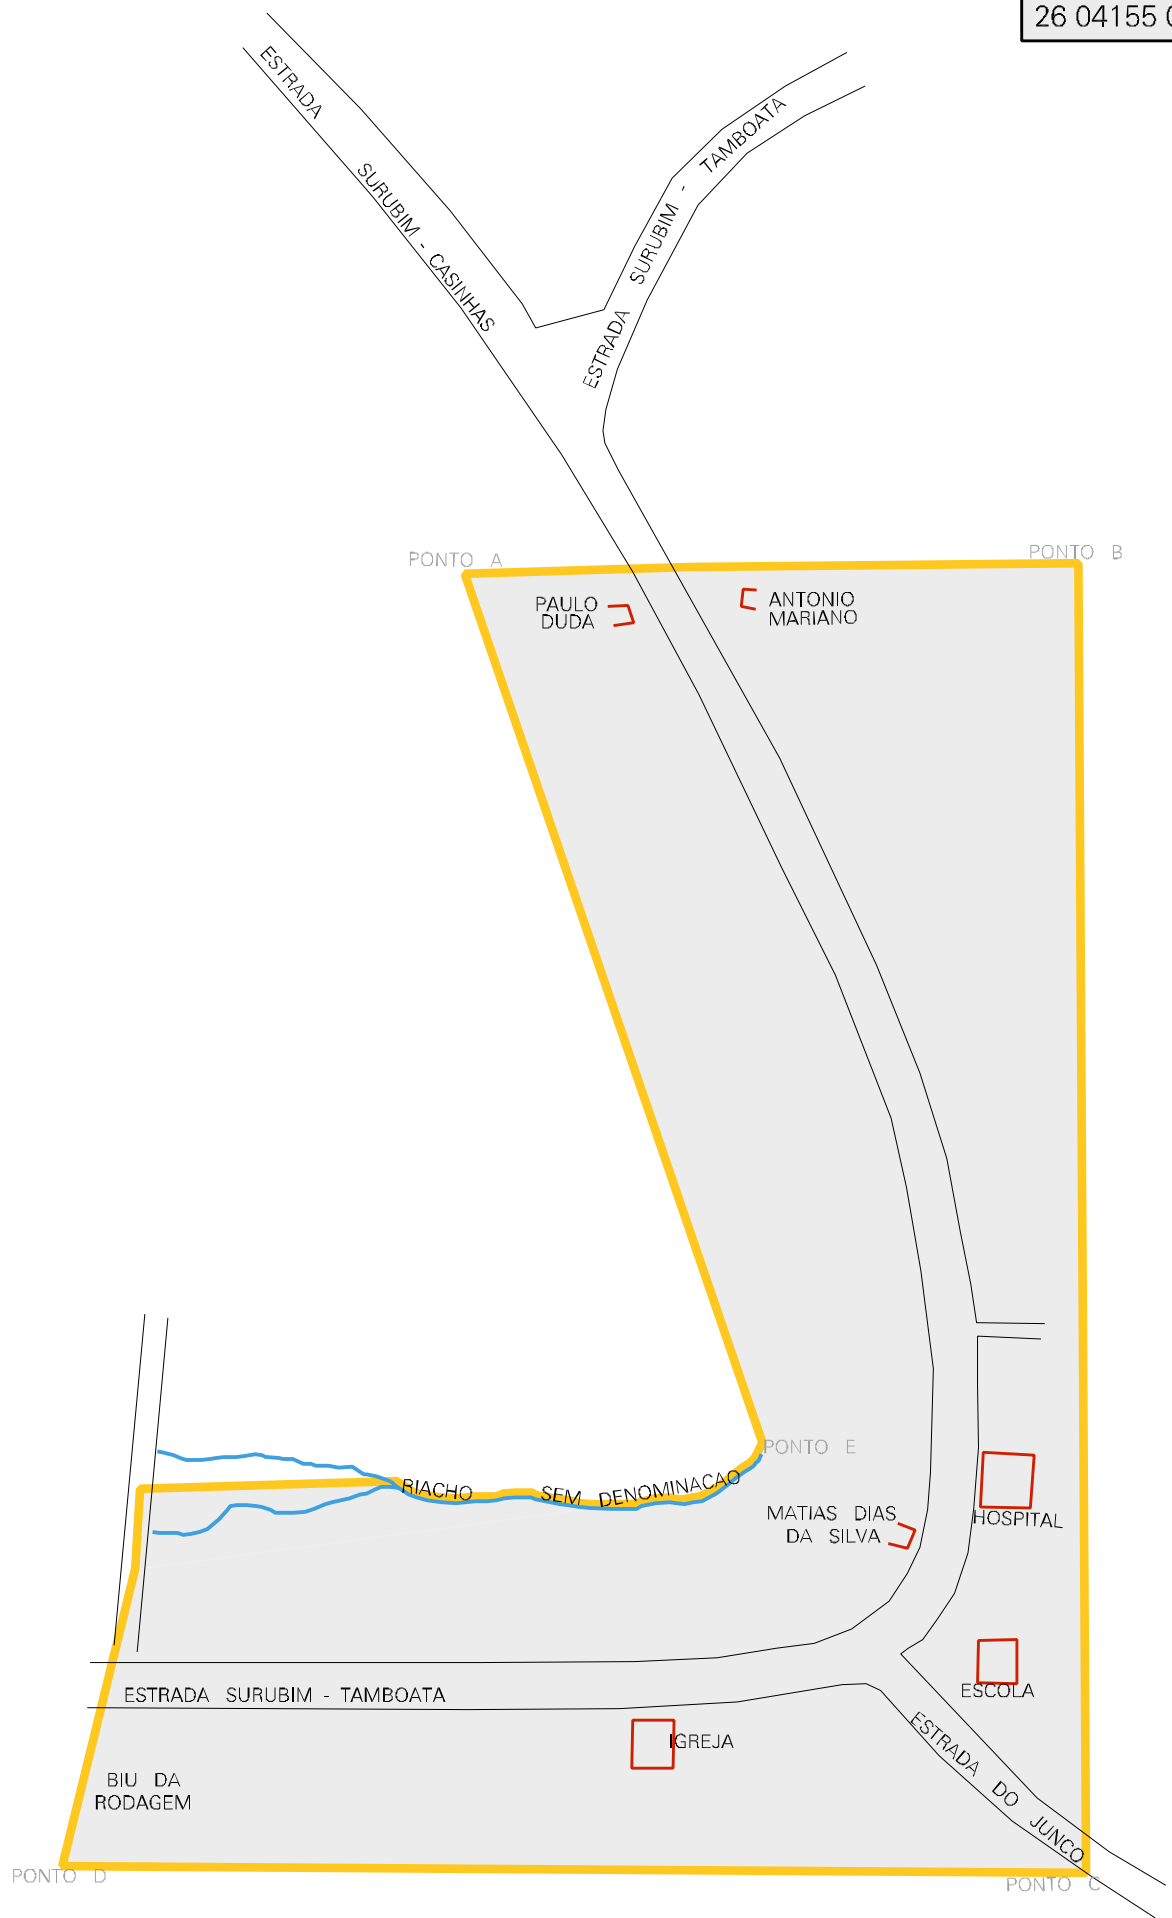 26 04155 0
ESTRADA SURUBIM - CASINHAS
ESTRADA SURUBIM - TAMBOATA
PONTO A
PONTO B
PAULO
DUDA
ANTONIO
MARIANO
PONTO E
RIACHO SEM DENOMINACAO
MATIAS DIAS
DA SILVA
HOSPITAL
ESCOLA
ESTRADA SURUBIM - TAMBOATA
IGREJA
ESTRADA DO JUNCO
BIU DA
RODAGEM
PONTO D
PONTO C